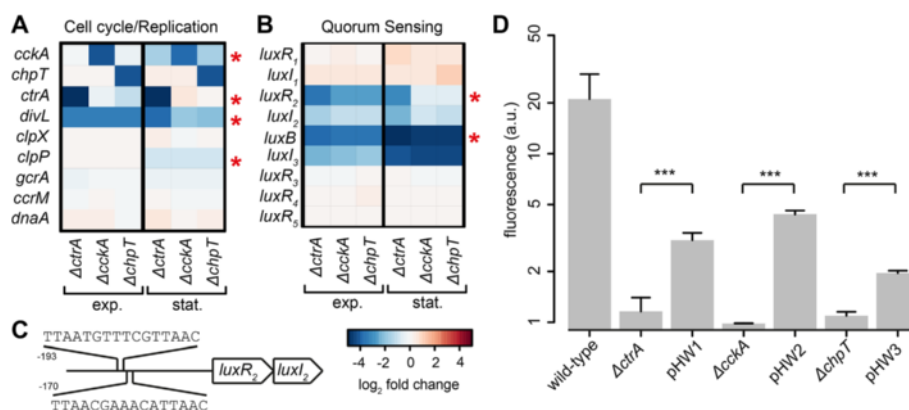 A
Cell cycle/Replication
cckA
chpT
ctrA
divL
clpX
clpP
gcrA
ccrM
dnaA
*
*
*
*
ΔctrA
ΔcckA
ΔchpT
ΔctrA
ΔcckA
ΔchpT
exp.
stat.
B
Quorum Sensing
luxR1
luxI1
luxR2
luxI2
luxB
luxI3
luxR3
luxR4
luxR5
*
*
ΔctrA
ΔcckA
ΔchpT
ΔctrA
ΔcckA
ΔchpT
exp.
stat.
C
TTAATGTTTCGTTAAC
-193
-170
TTAACGAAACATTAAC
luxR2
luxI2
-4 -2 0 2 4
log2 fold change
D
fluorescence (a.u.)
50
20
10
5
2
1
***
***
***
wild-type
ΔctrA
pHW1
ΔcckA
pHW2
ΔchpT
pHW3